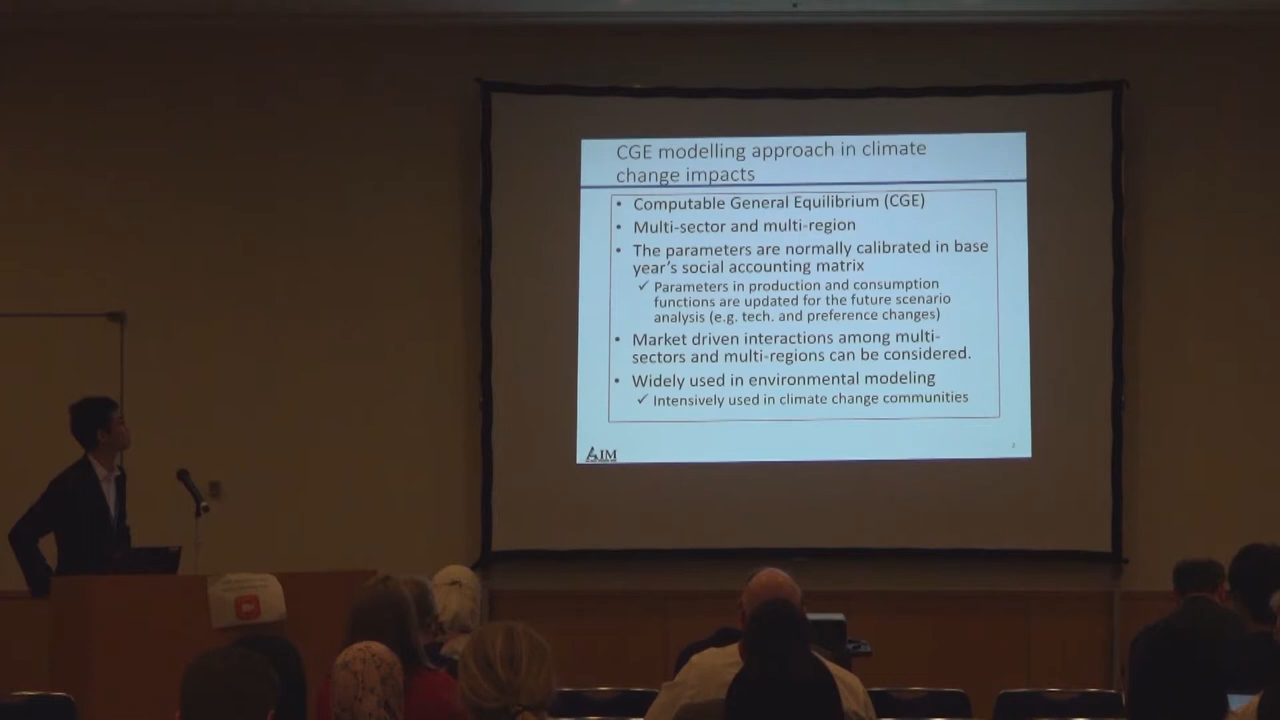 CGE modelling approach in climate
change impacts
• Computable General Equilibrium (CGE)
• Multi-sector and multi-region
• The parameters are normally calibrated in base
year's social accounting matrix
✓ Parameters in production and consumption
functions are updated for the future scenario
analysis (e.g. tech. and preference changes)
• Market driven interactions among multi-
sectors and multi-regions can be considered.
• Widely used in environmental modeling
✓ Intensively used in climate change communities
AIM
2